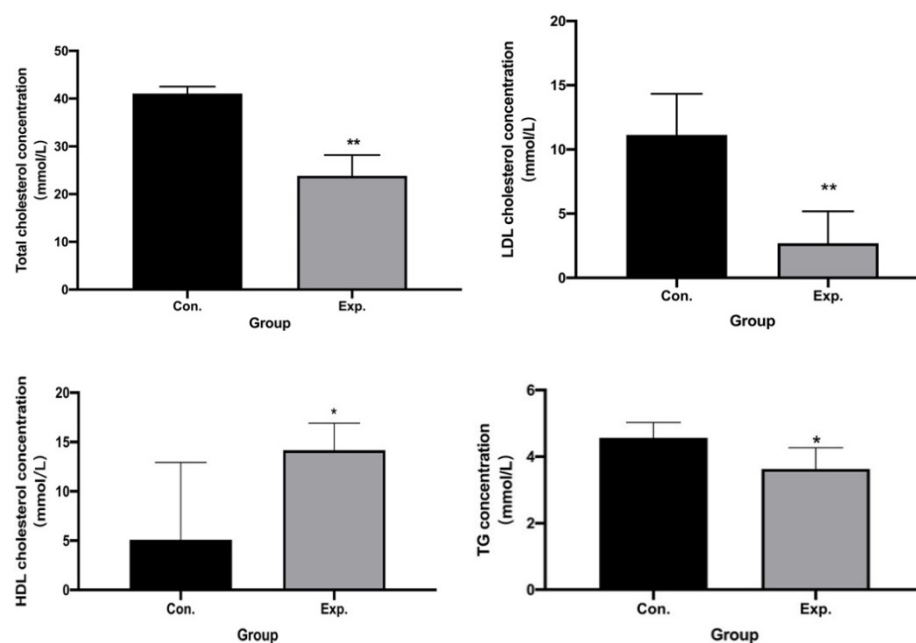 Total cholesterol concentration
(mmol/L)
50
40
30
20
10
0
**
Con.
Exp.
Group
LDL cholesterol concentration
(mmol/L)
20
15
10
5
0
**
Con.
Exp.
Group
HDL cholesterol concentration
(mmol/L)
20
15
10
5
0
*
Con.
Exp.
Group
TG concentration
(mmol/L)
6
4
2
0
*
Con.
Exp.
Group